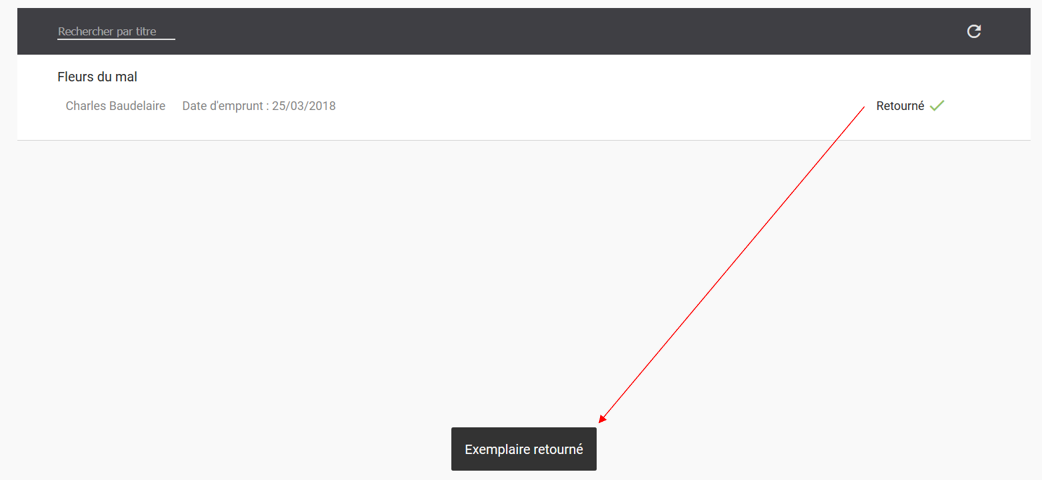 Rechercher par titre
Fleurs du mal
Charles Baudelaire Date d'emprunt : 25/03/2018 Retourné
Exemplaire retourné